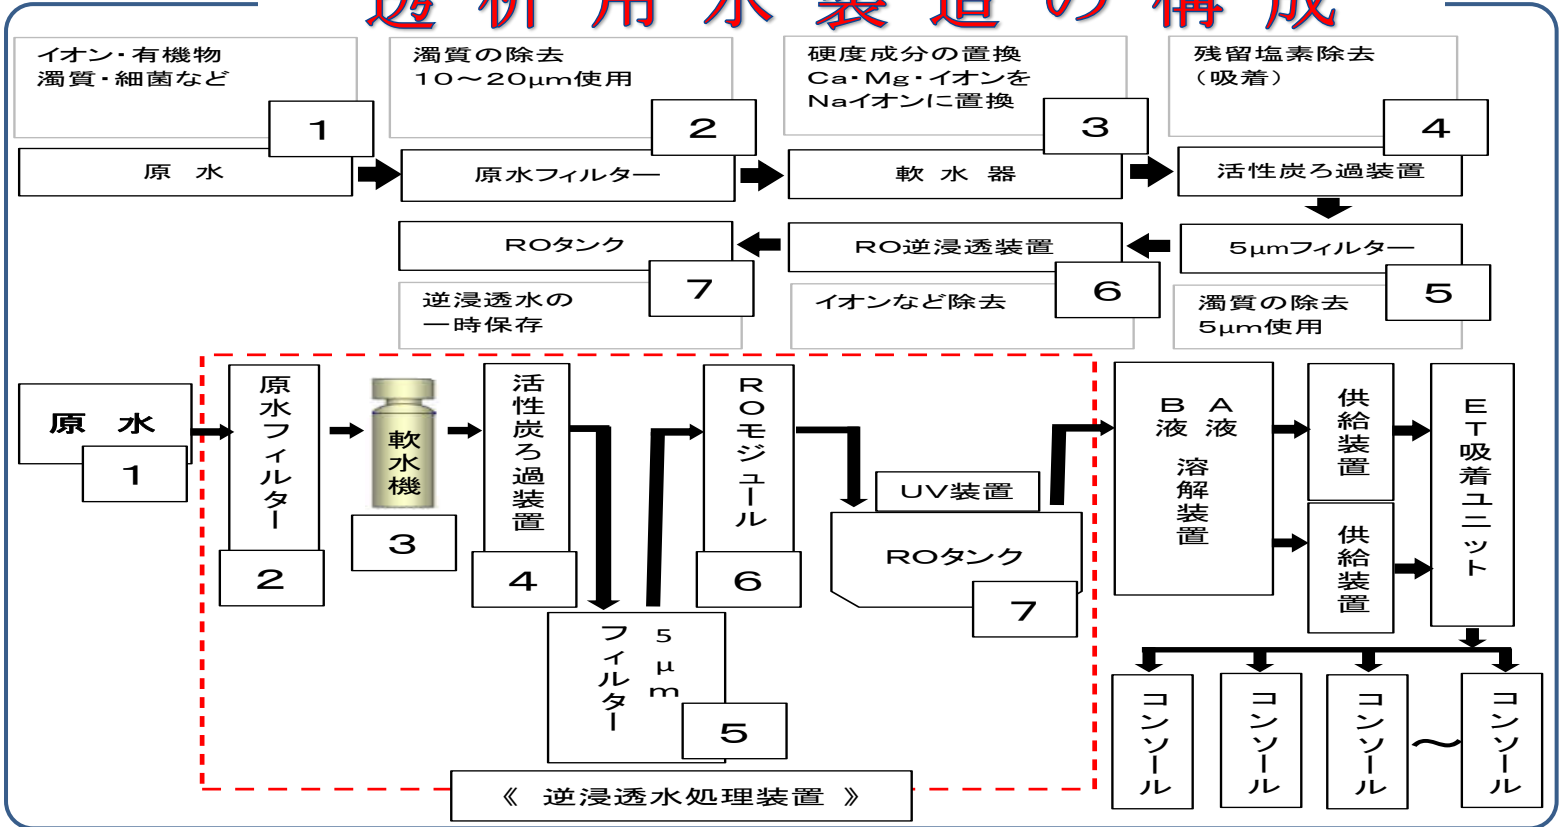 透析用水製造の構成
イオン・有機物
濁質・細菌など
1
原 水
濁質の除去
10～20μm使用
2
原水フィルター
硬度成分の置換
Ca・Mg・イオンを
Naイオンに置換
3
軟 水 器
残留塩素除去
（吸着）
4
活性炭ろ過装置
5μmフィルター
5
濁質の除去
5μm使用
RO逆浸透装置
6
イオンなど除去
ROタンク
7
逆浸透水の
一時保存
原 水
1
原水フィルター
2
軟水機
3
活性炭ろ過装置
4
5μm
フィルター
5
ROモジュール
6
UV装置
ROタンク
7
《 逆浸透水処理装置 》
A液
B液
溶解装置
供給装置
供給装置
ET吸着ユニット
コンソール
コンソール
コンソール
～
コンソール